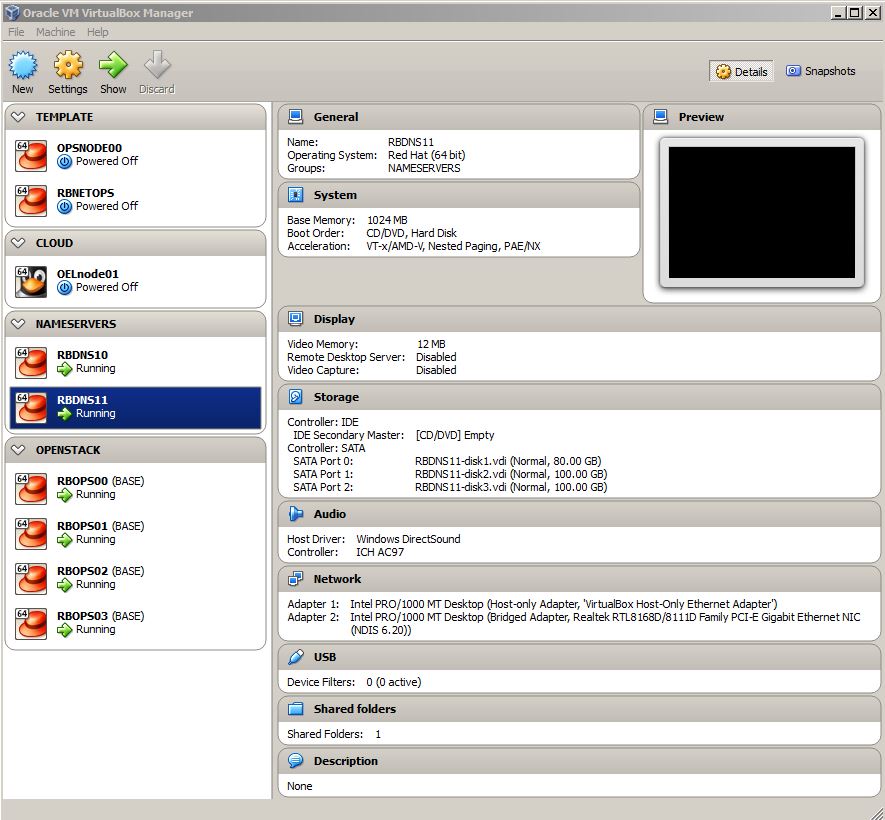 Oracle VM VirtualBox Manager
File Machine Help
New Settings Show Discard
Details Snapshots
TEMPLATE
64
OPSNODE00
Powered Off
64
RBNETOPS
Powered Off
CLOUD
64
OELnode01
Powered Off
NAMESERVERS
64
RBDNS10
Running
64
RBDNS11
Running
OPENSTACK
64
RBOPS00 (BASE)
Running
64
RBOPS01 (BASE)
Running
64
RBOPS02 (BASE)
Running
64
RBOPS03 (BASE)
Running
General
Name: RBDNS11
Operating System: Red Hat (64 bit)
Groups: NAMESERVERS
Preview
System
Base Memory: 1024 MB
Boot Order: CD/DVD, Hard Disk
Acceleration: VT-x/AMD-V, Nested Paging, PAE/NX
Display
Video Memory: 12 MB
Remote Desktop Server: Disabled
Video Capture: Disabled
Storage
Controller: IDE
IDE Secondary Master: [CD/DVD] Empty
Controller: SATA
SATA Port 0: RBDNS11-disk1.vdi (Normal, 80.00 GB)
SATA Port 1: RBDNS11-disk2.vdi (Normal, 100.00 GB)
SATA Port 2: RBDNS11-disk3.vdi (Normal, 100.00 GB)
Audio
Host Driver: Windows DirectSound
Controller: ICH AC97
Network
Adapter 1: Intel PRO/1000 MT Desktop (Host-only Adapter, 'VirtualBox Host-Only Ethernet Adapter')
Adapter 2: Intel PRO/1000 MT Desktop (Bridged Adapter, Realtek RTL8168D/8111D Family PCI-E Gigabit Ethernet NIC
(NDIS 6.20))
USB
Device Filters: 0 (0 active)
Shared folders
Shared Folders: 1
Description
None